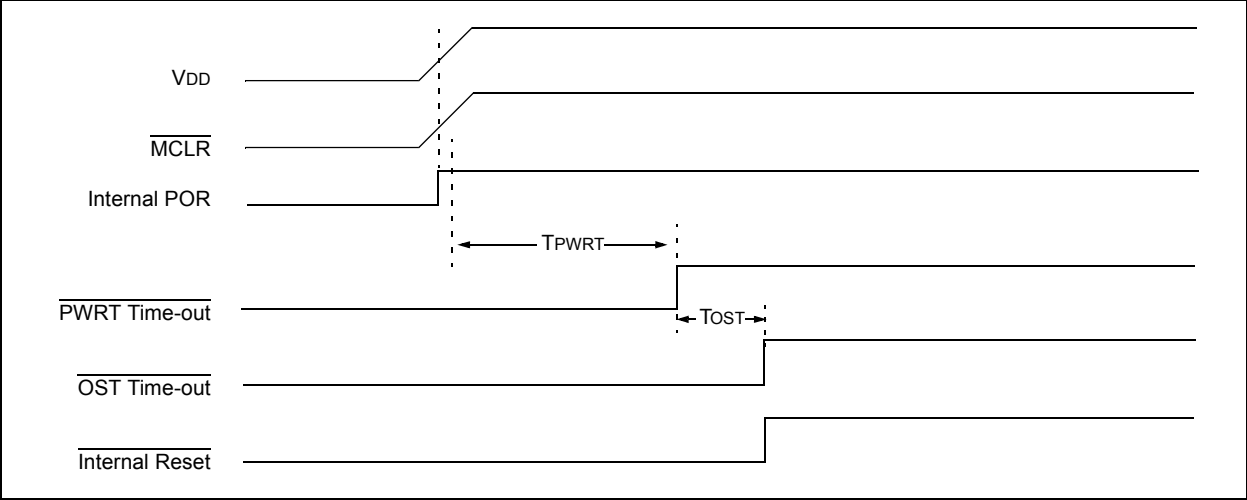 VDD
MCLR
Internal POR
TPWRT
PWRT Time-out
TOST
OST Time-out
Internal Reset